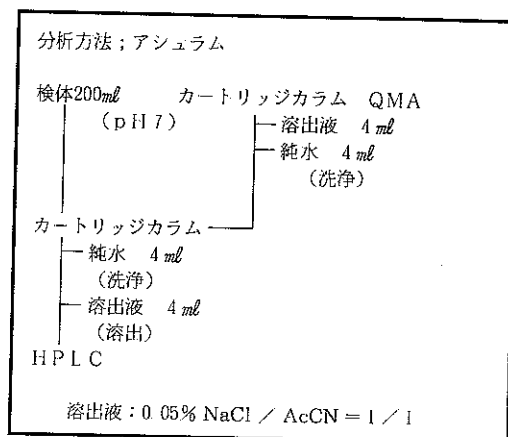 分析方法;アシュラム
検体200㎖ カートリッジカラム QMA
(pH7)
溶出液 4㎖
純水 4㎖
(洗浄)
カートリッジカラム
純水 4㎖
(洗浄)
溶出液 4㎖
(溶出)
HPLC
溶出液:0.05% NaCl / AcCN = 1 / 1